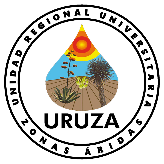 UNIDAD REGIONAL UNIVERSITARIA
URUZA
ZONAS ÁRIDAS